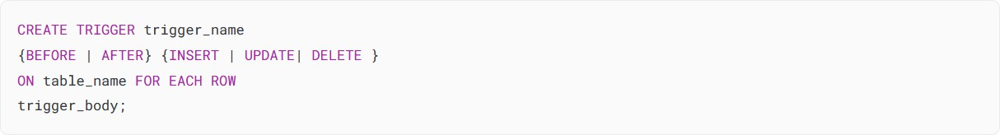 CREATE TRIGGER trigger_name
{BEFORE | AFTER} {INSERT | UPDATE| DELETE }
ON table_name FOR EACH ROW
trigger_body;